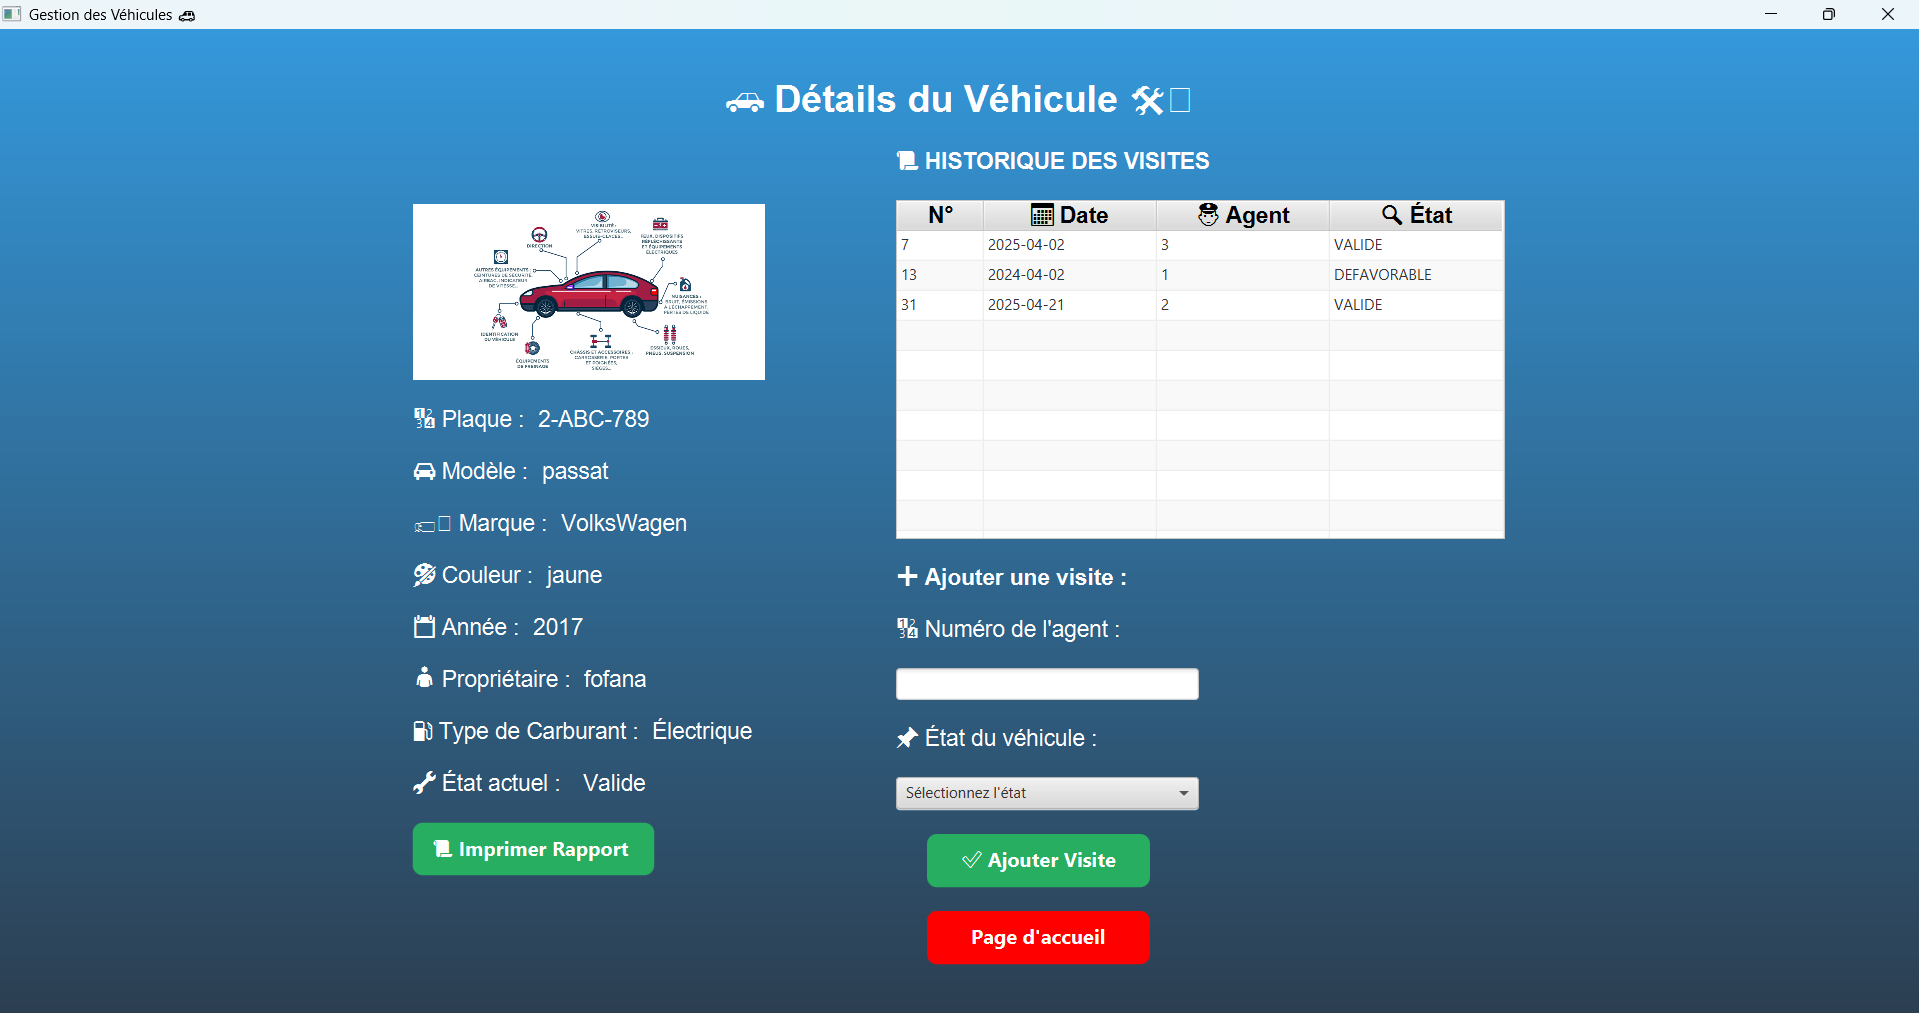 Gestion des Véhicules
Détails du Véhicule
HISTORIQUE DES VISITES
VISIBILITÉ :
VITRES, RÉTROVISEURS,
ESSUIE-GLACES...
DIRECTION
FEUX, DISPOSITIFS
RÉFLÉCHISSANTS
ET ÉQUIPEMENTS
ÉLECTRIQUES
AUTRES ÉQUIPEMENTS :
CEINTURES DE SÉCURITÉ,
AIRBAG, INDICATEUR
DE VITESSE...
NUISANCES :
BRUIT, ÉMISSIONS
À L'ÉCHAPPEMENT,
PERTES DE LIQUIDE
IDENTIFICATION
DU VÉHICULE
ÉQUIPEMENTS
DE FREINAGE
CHÂSSIS ET ACCESSOIRES :
CARROSSERIE, PORTES
ET POIGNÉES,
SIÈGES...
ESSIEUX, ROUES,
PNEUS, SUSPENSION
Plaque : 2-ABC-789
Modèle : passat
Marque : VolksWagen
Couleur : jaune
Année : 2017
Propriétaire : fofana
Type de Carburant : Électrique
État actuel : Valide
Imprimer Rapport
N° Date Agent État
7 2025-04-02 3 VALIDE
13 2024-04-02 1 DEFAVORABLE
31 2025-04-21 2 VALIDE
Ajouter une visite :
Numéro de l'agent :
État du véhicule :
Sélectionnez l'état
Ajouter Visite
Page d'accueil